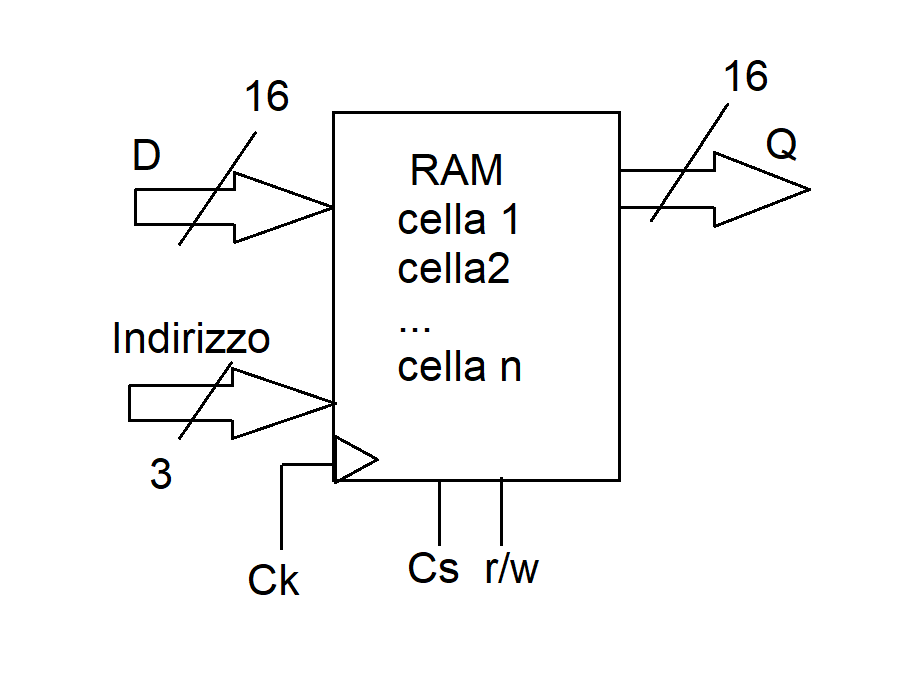 16
16
D
Q
RAM
cella 1
cella2
...
cella n
Indirizzo
3
Ck
Cs
r/w